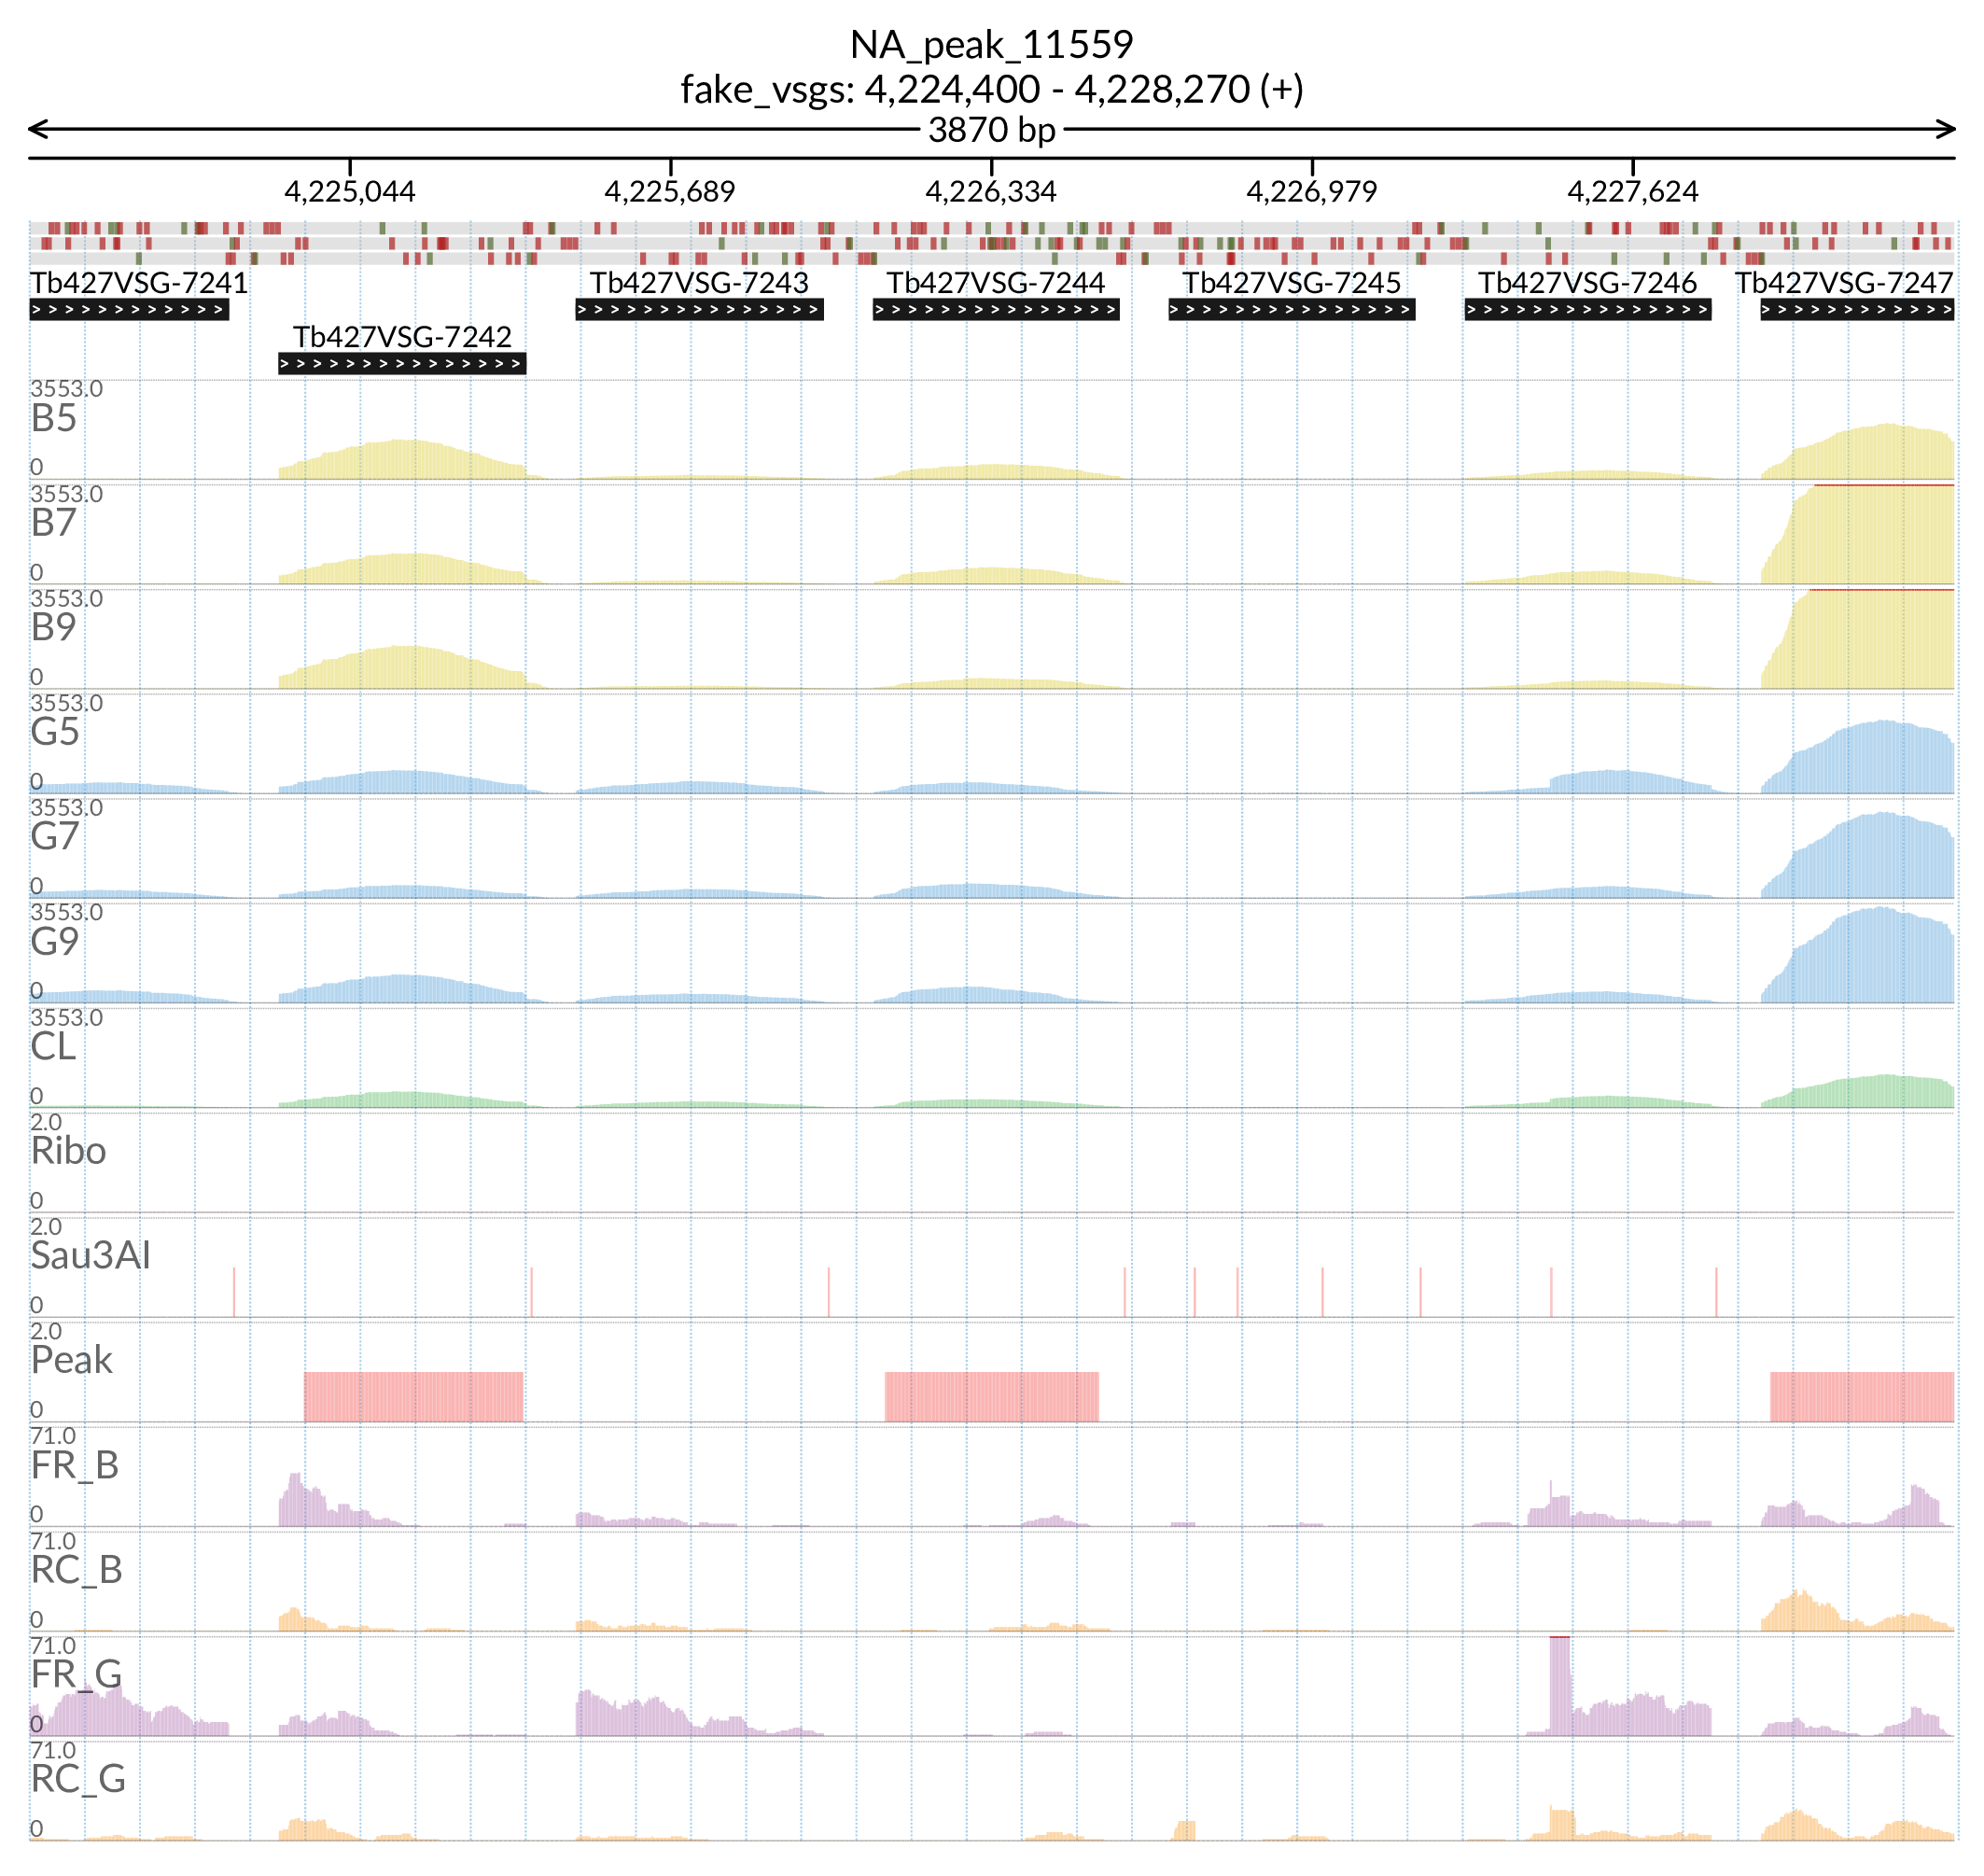 NA_peak_11559
fake_vsgs: 4,224,400 - 4,228,270 (+)
3870 bp
4,225,044 4,225,689 4,226,334 4,226,979 4,227,624
Tb427VSG-7241 Tb427VSG-7243 Tb427VSG-7244 Tb427VSG-7245 Tb427VSG-7246 Tb427VSG-7247
Tb427VSG-7242
3553.0
B5
0
3553.0
B7
0
3553.0
B9
0
3553.0
G5
0
3553.0
G7
0
3553.0
G9
0
3553.0
CL
0
2.0
Ribo
0
2.0
Sau3AI
0
2.0
Peak
0
71.0
FR_B
0
71.0
RC_B
0
71.0
FR_G
0
71.0
RC_G
0